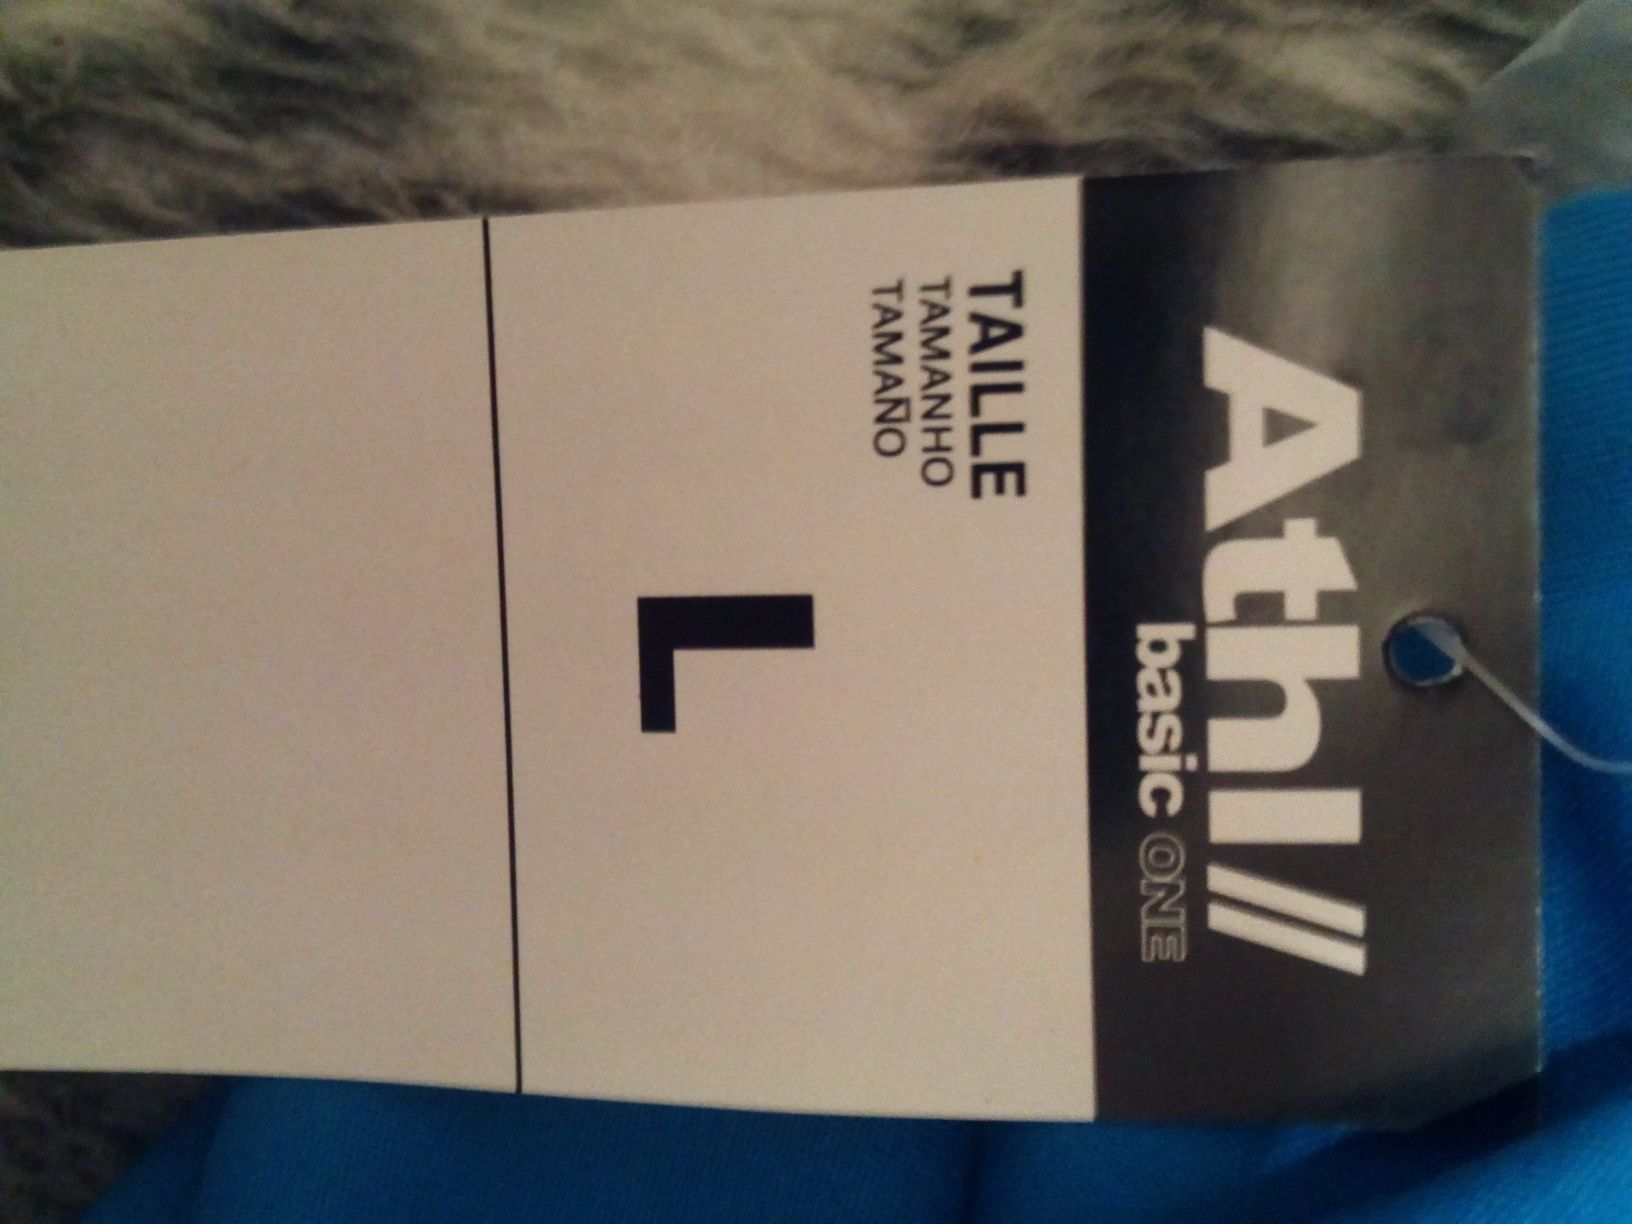 Athl//
basic ONE
TAILLE
TAMANHO
TAMAÑO
L